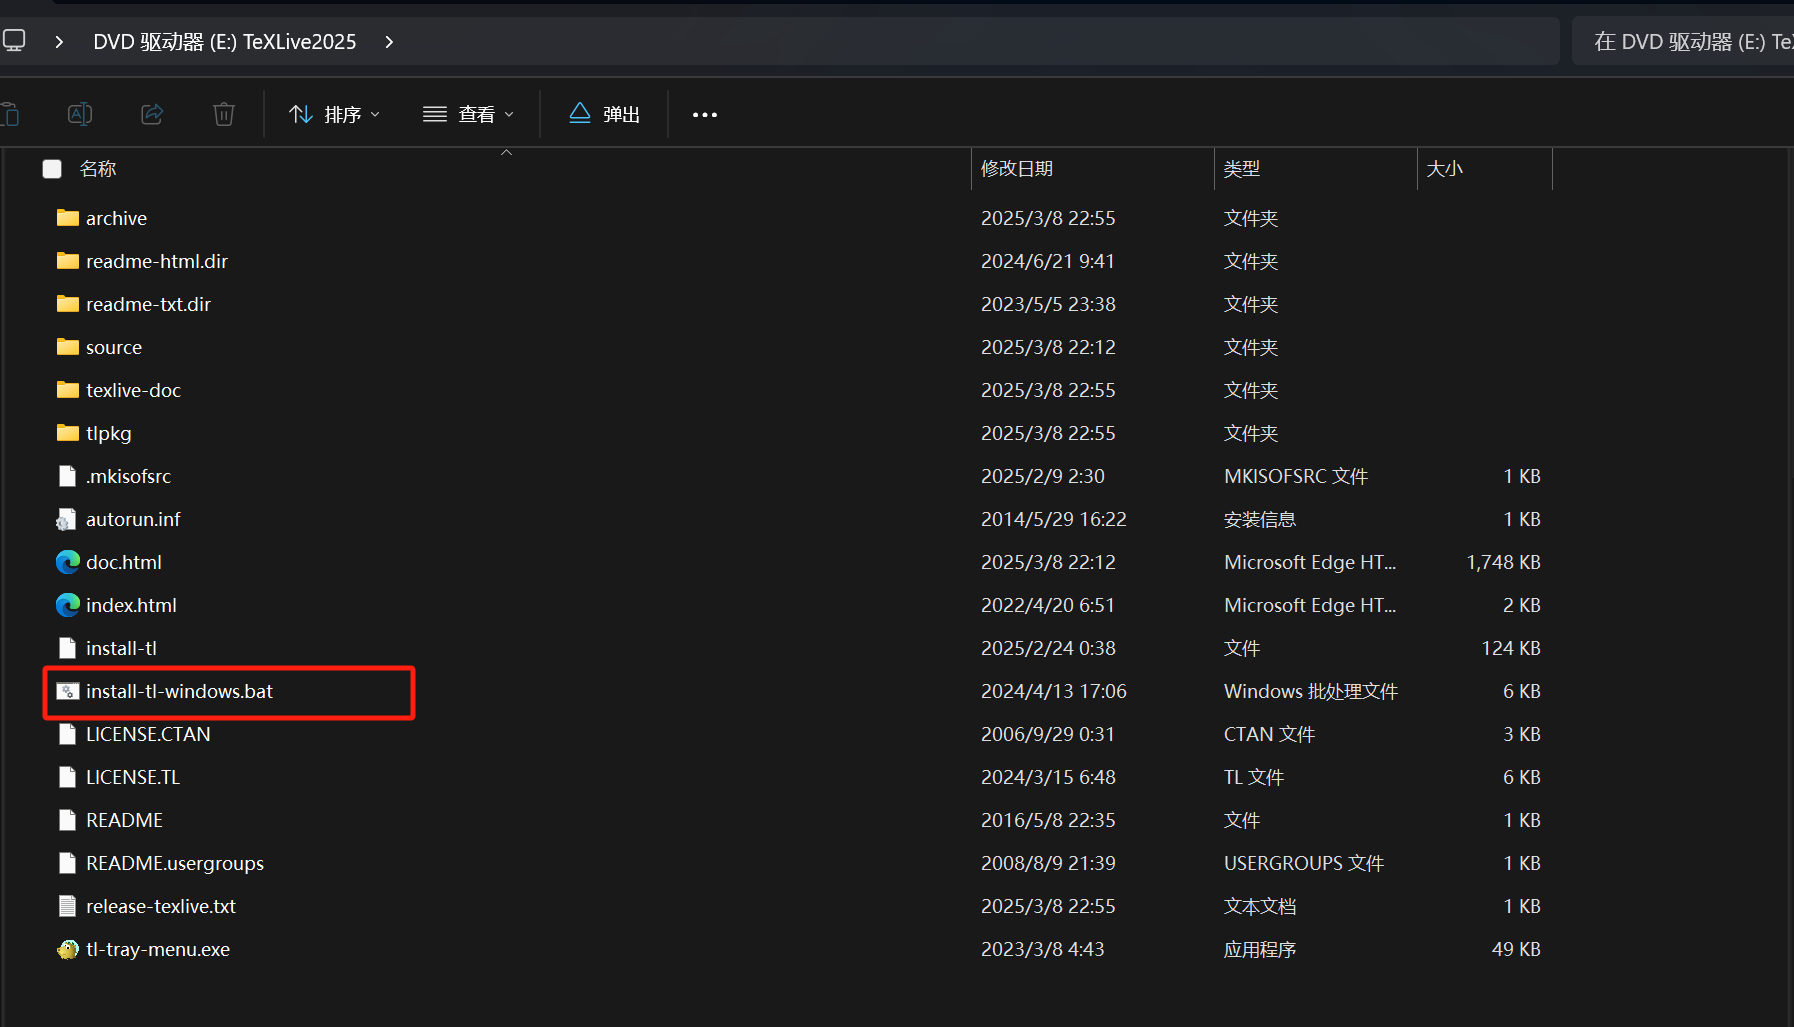 DVD 驱动器 (E:) TeXLive2025
在 DVD 驱动器 (E:) Te
排序 查看 弹出
名称 修改日期 类型 大小
archive 2025/3/8 22:55 文件夹
readme-html.dir 2024/6/21 9:41 文件夹
readme-txt.dir 2023/5/5 23:38 文件夹
source 2025/3/8 22:12 文件夹
texlive-doc 2025/3/8 22:55 文件夹
tlpkg 2025/3/8 22:55 文件夹
.mkisofsrc 2025/2/9 2:30 MKISOFSRC 文件 1 KB
autorun.inf 2014/5/29 16:22 安装信息 1 KB
doc.html 2025/3/8 22:12 Microsoft Edge HT... 1,748 KB
index.html 2022/4/20 6:51 Microsoft Edge HT... 2 KB
install-tl 2025/2/24 0:38 文件 124 KB
install-tl-windows.bat 2024/4/13 17:06 Windows 批处理文件 6 KB
LICENSE.CTAN 2006/9/29 0:31 CTAN 文件 3 KB
LICENSE.TL 2024/3/15 6:48 TL 文件 6 KB
README 2016/5/8 22:35 文件 1 KB
README.usergroups 2008/8/9 21:39 USERGROUPS 文件 1 KB
release-texlive.txt 2025/3/8 22:55 文本文档 1 KB
tl-tray-menu.exe 2023/3/8 4:43 应用程序 49 KB